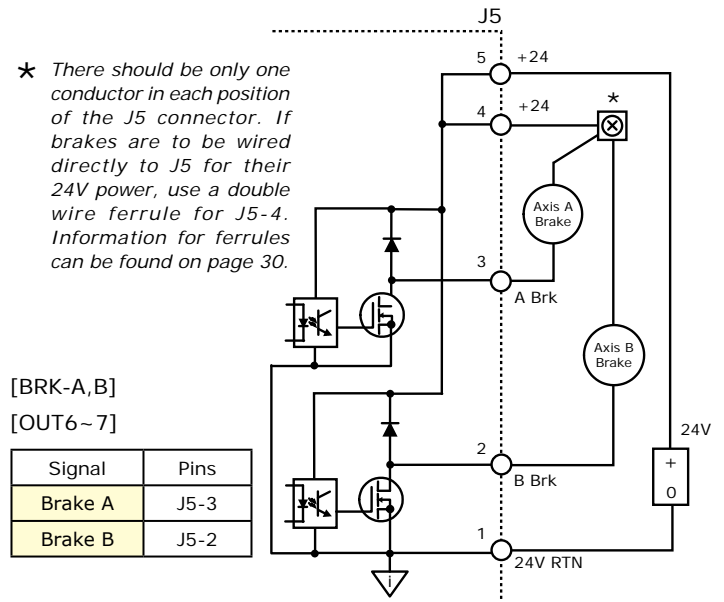 J5
* There should be only one
conductor in each position
of the J5 connector. If
brakes are to be wired
directly to J5 for their
24V power, use a double
wire ferrule for J5-4.
Information for ferrules
can be found on page 30.
5 +24
4 +24
*
Axis A
Brake
3
A Brk
Axis B
Brake
[BRK-A,B]
[OUT6~7]
Signal Pins
Brake A J5-3
Brake B J5-2
2
B Brk
24V
+
0
1
24V RTN
i